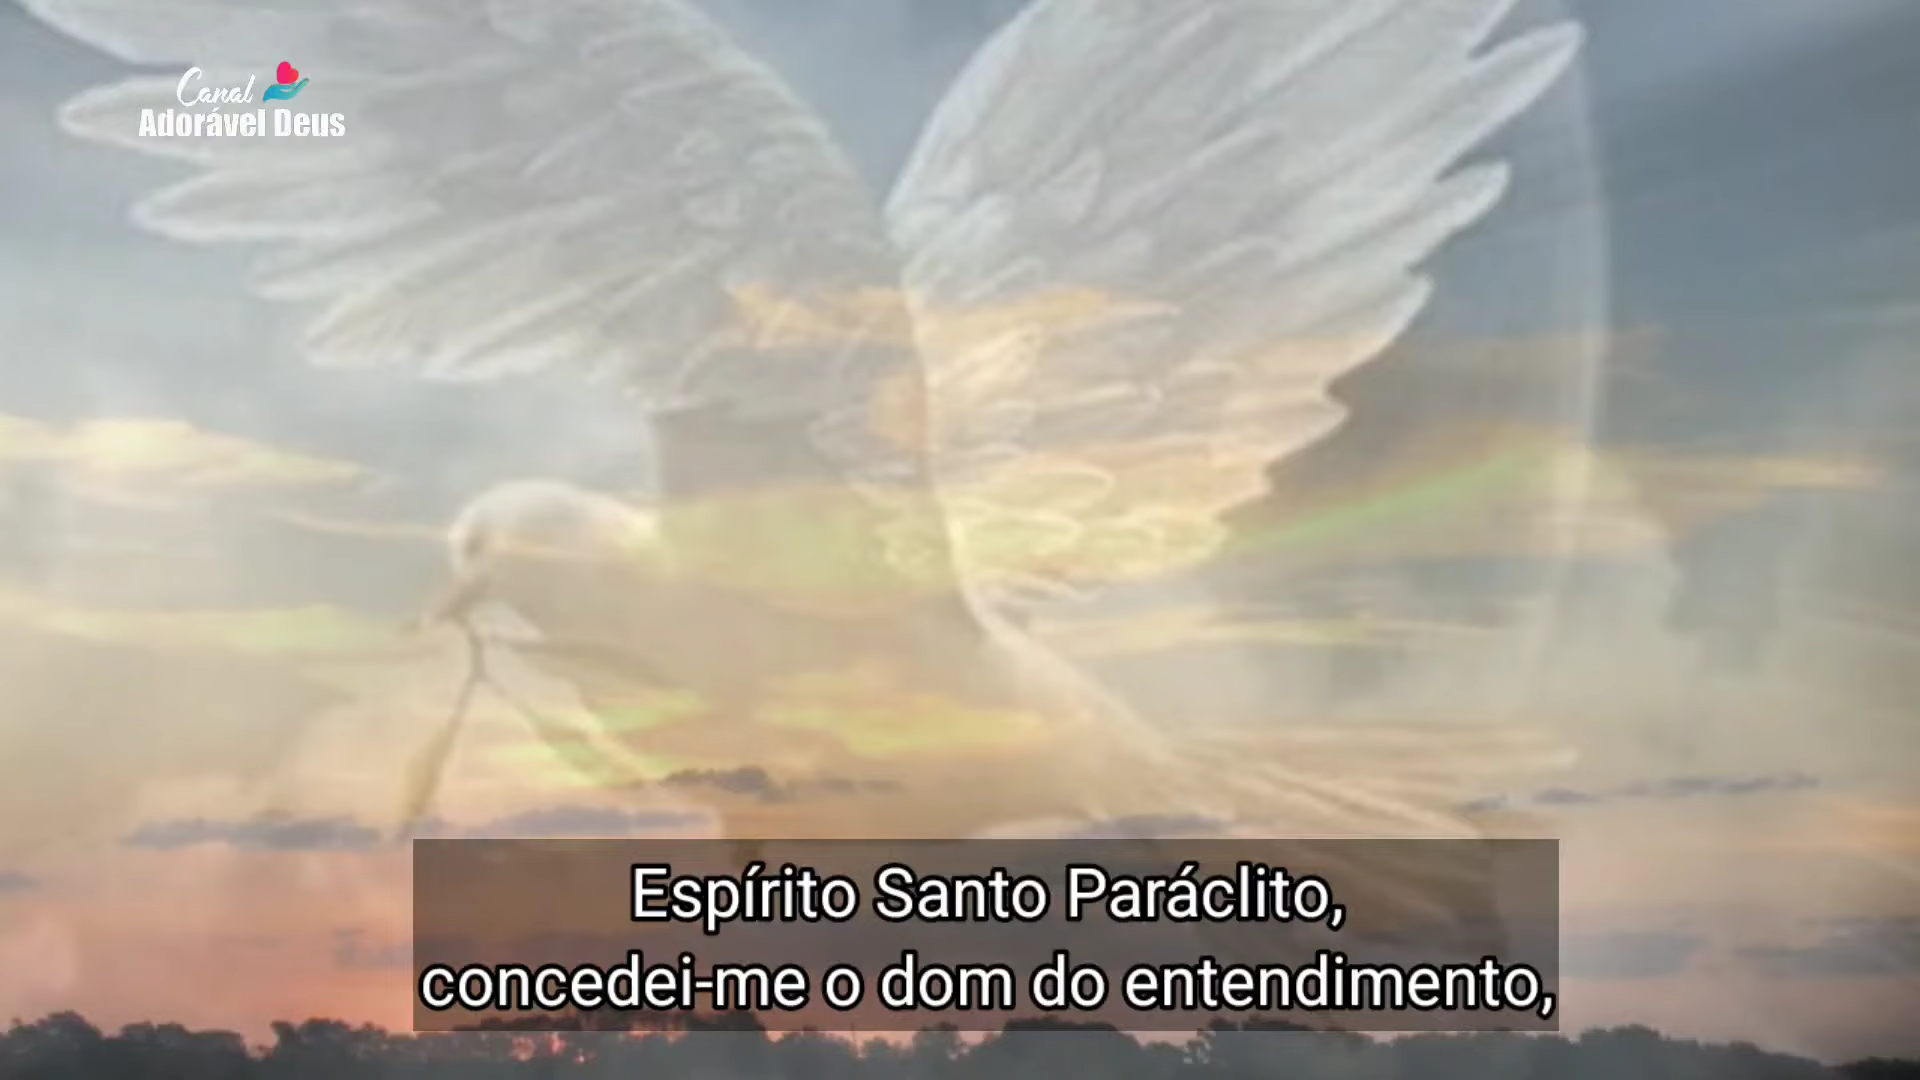 Canal
Adorável Deus
Espírito Santo Paráclito,
concedei-me o dom do entendimento,